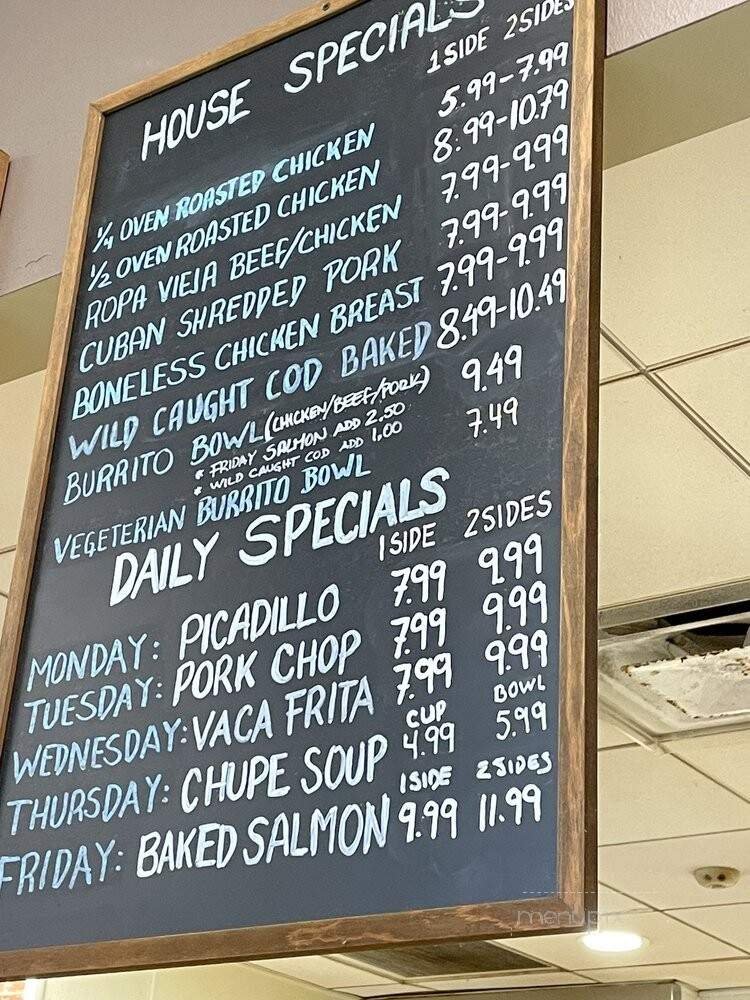 HOUSE SPECIALS
1SIDE 2SIDES
1/4 OVEN ROASTED CHICKEN 5.99-7.99
1/2 OVEN ROASTED CHICKEN 8.99-10.79
ROPA VIEJA BEEF/CHICKEN 7.99-9.99
CUBAN SHREDDED PORK 7.99-9.99
BONELESS CHICKEN BREAST 7.99-9.99
WILD CAUGHT COD BAKED 8.49-10.49
BURRITO BOWL (CHICKEN/BEEF/PORK) 9.49
* FRIDAY SALMON ADD 2.50
* WILD CAUGHT COD ADD 1.00
VEGETERIAN BURRITO BOWL 7.49
DAILY SPECIALS
1SIDE 2SIDES
MONDAY: PICADILLO 7.99 9.99
TUESDAY: PORK CHOP 7.99 9.99
WEDNESDAY: VACA FRITA 7.99 9.99
CUP BOWL
THURSDAY: CHUPE SOUP 4.99 5.99
1SIDE 2SIDES
FRIDAY: BAKED SALMON 9.99 11.99
menupix